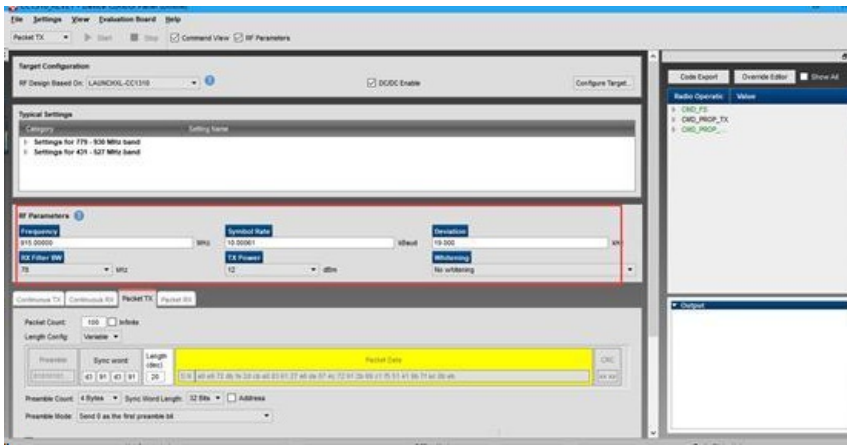 File Settings View Evaluation Board Help
Packet TX Start Stop Command View RF Parameters
Target Configuration
RF Design Based On: LAUNCHXL-CC1310 DC/DC Enable Configure Target...
Code Export Override Editor Show All
Radio Operatic Value
CMD_FS
CMD_PROP_TX
CMD_PROP_...
Typical Settings
Category Setting Name
Settings for 779 - 930 MHz band
Settings for 431 - 527 MHz band
RF Parameters
Frequency Symbol Rate Deviation
915.00000 MHz 10.00061 kBaud 19.000
RX Filter BW TX Power Whitening
78 kHz 12 dBm No whitening
Continuous TX Continuous RX Packet TX Packet RX
Output
Packet Count: 100 Infinite
Length Config: Variable
Preamble Sync word Length (dec) Packet Data CRC
d3 91 d3 91 20
Preamble Count: 4 Bytes Sync Word Length: 32 Bits Address
Preamble Mode: Send 0 as the first preamble bit